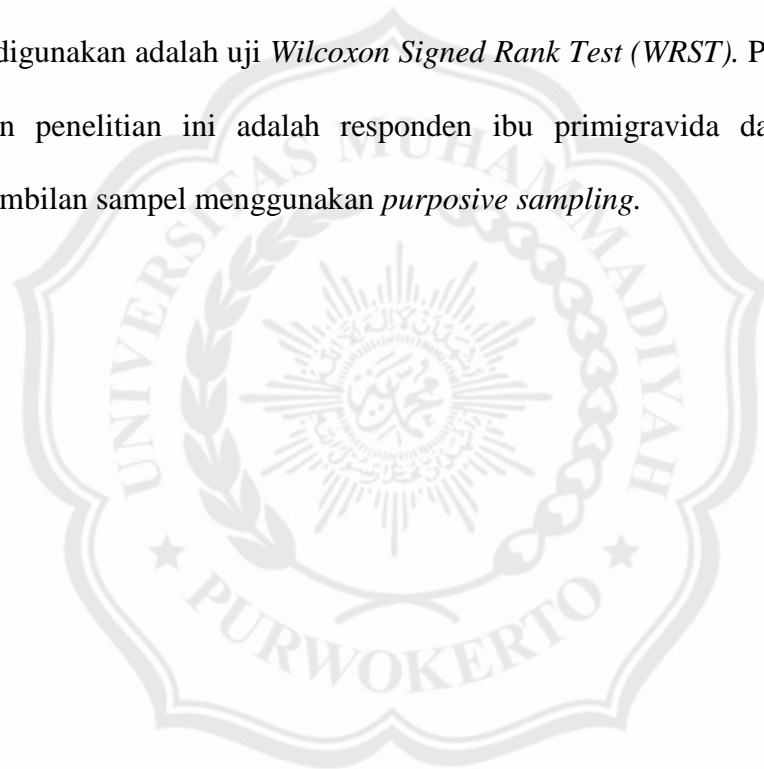 digunakan adalah uji Wilcoxon Signed Rank Test (WRST). P
n penelitian ini adalah responden ibu primigravida da
mbilan sampel menggunakan purposive sampling.
UNIVERSITAS MUHAMMADIYAH
PURWOKERTO